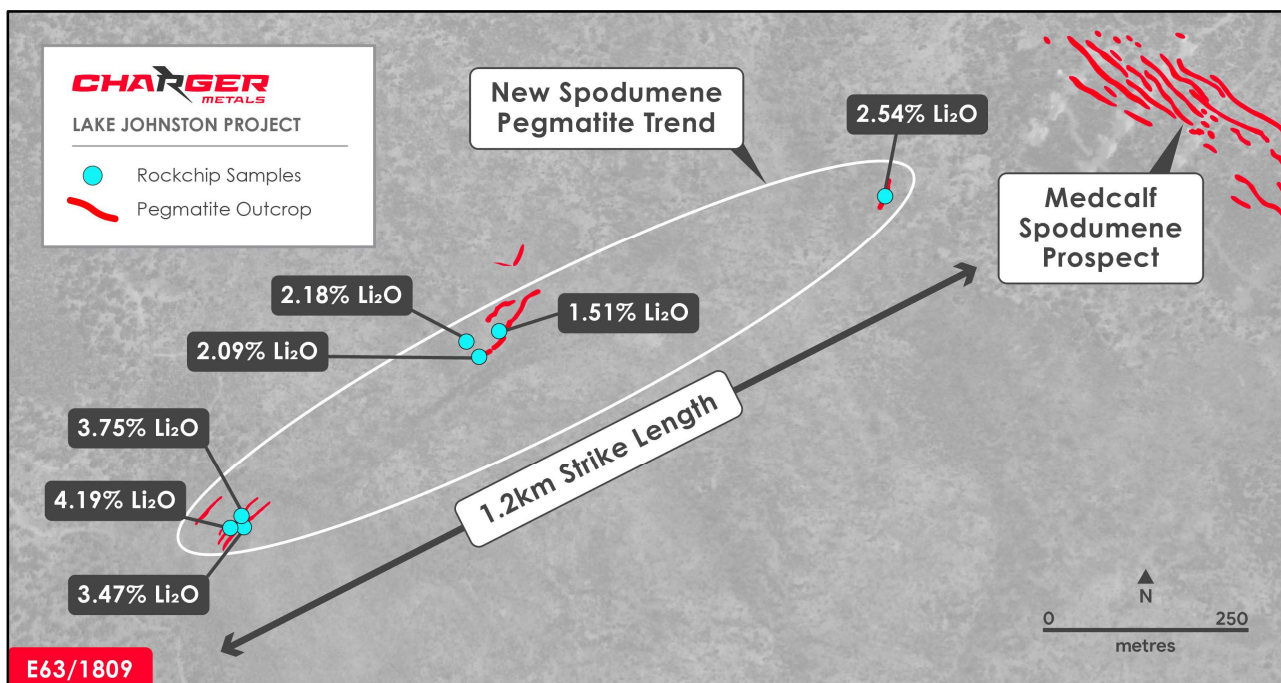 CHARGER
METALS
LAKE JOHNSTON PROJECT
Rockchip Samples
Pegmatite Outcrop
New Spodumene
Pegmatite Trend
2.54% Li₂O
Medcalf
Spodumene
Prospect
2.18% Li₂O
1.51% Li₂O
2.09% Li₂O
3.75% Li₂O
4.19% Li₂O
3.47% Li₂O
1.2km Strike Length
N
0 250
metres
E63/1809